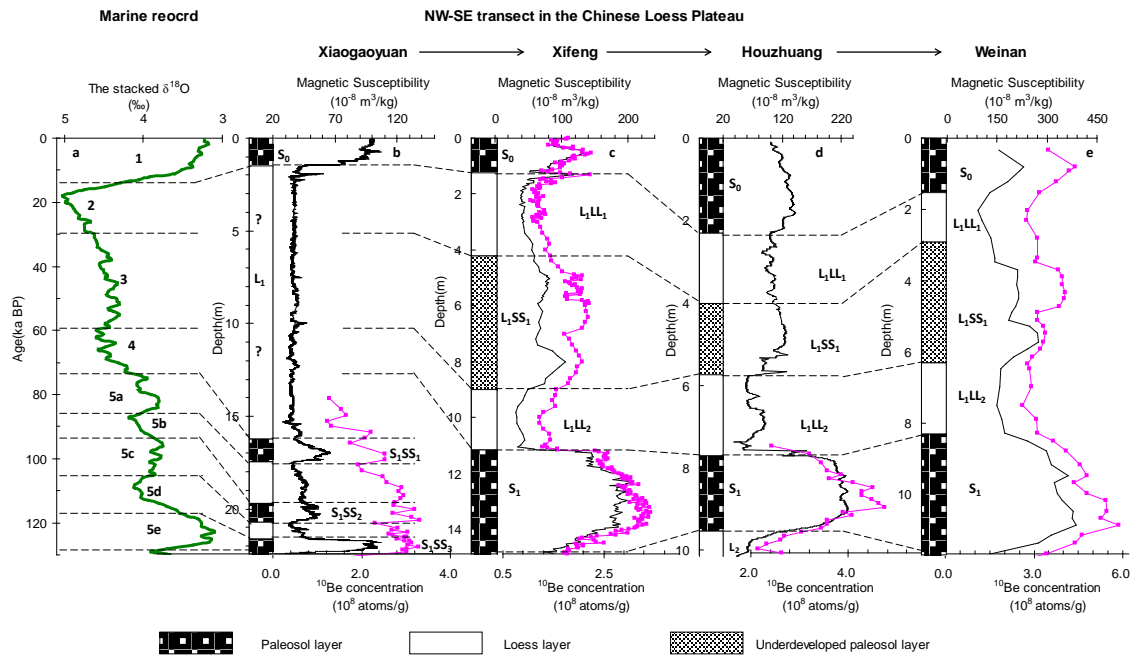 Marine reocrd
NW-SE transect in the Chinese Loess Plateau
Xiaogaoyuan
Xifeng
Houzhuang
Weinan
The stacked δ18O
(‰)
5 4 3
Magnetic Susceptibility
(10-8 m3/kg)
20 70 120
Magnetic Susceptibility
(10-8 m3/kg)
0 100 200
Magnetic Susceptibility
(10-8 m3/kg)
20 120 220
Magnetic Susceptibility
(10-8 m3/kg)
0 150 300 450
a
b
c
d
e
Age(ka BP)
0
20
40
60
80
100
120
1
2
3
4
5a
5b
5c
5d
5e
Depth(m)
0
5
10
15
20
S0
?
L1
?
S1SS1
S1SS2
S1SS3
Depth(m)
0
2
4
6
8
10
12
14
S0
L1LL1
L1SS1
L1LL2
S1
Depth(m)
0
2
4
6
8
10
S0
L1LL1
L1SS1
L1LL2
S1
L2
Depth(m)
0
2
4
6
8
10
S0
L1LL1
L1SS1
L1LL2
S1
0.0 2.0 4.0
10Be concentration
(108 atoms/g)
0.5 2.5
10Be concentration
(108 atoms/g)
2.0 4.0
10Be concentration
(108 atoms/g)
0.0 3.0 6.0
10Be concentration
(108 atoms/g)
Paleosol layer
Loess layer
Underdeveloped paleosol layer